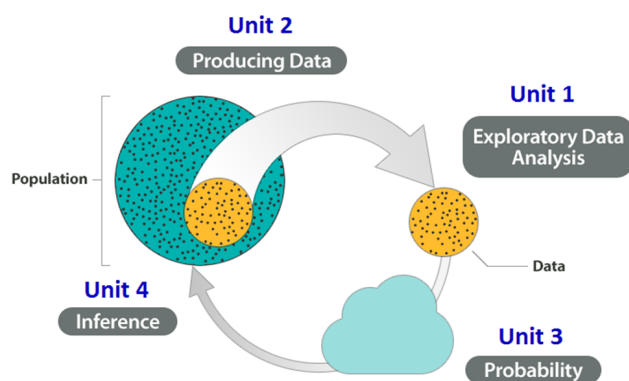 Unit 2
Producing Data
Unit 1
Exploratory Data
Analysis
Population
Data
Unit 4
Inference
Unit 3
Probability